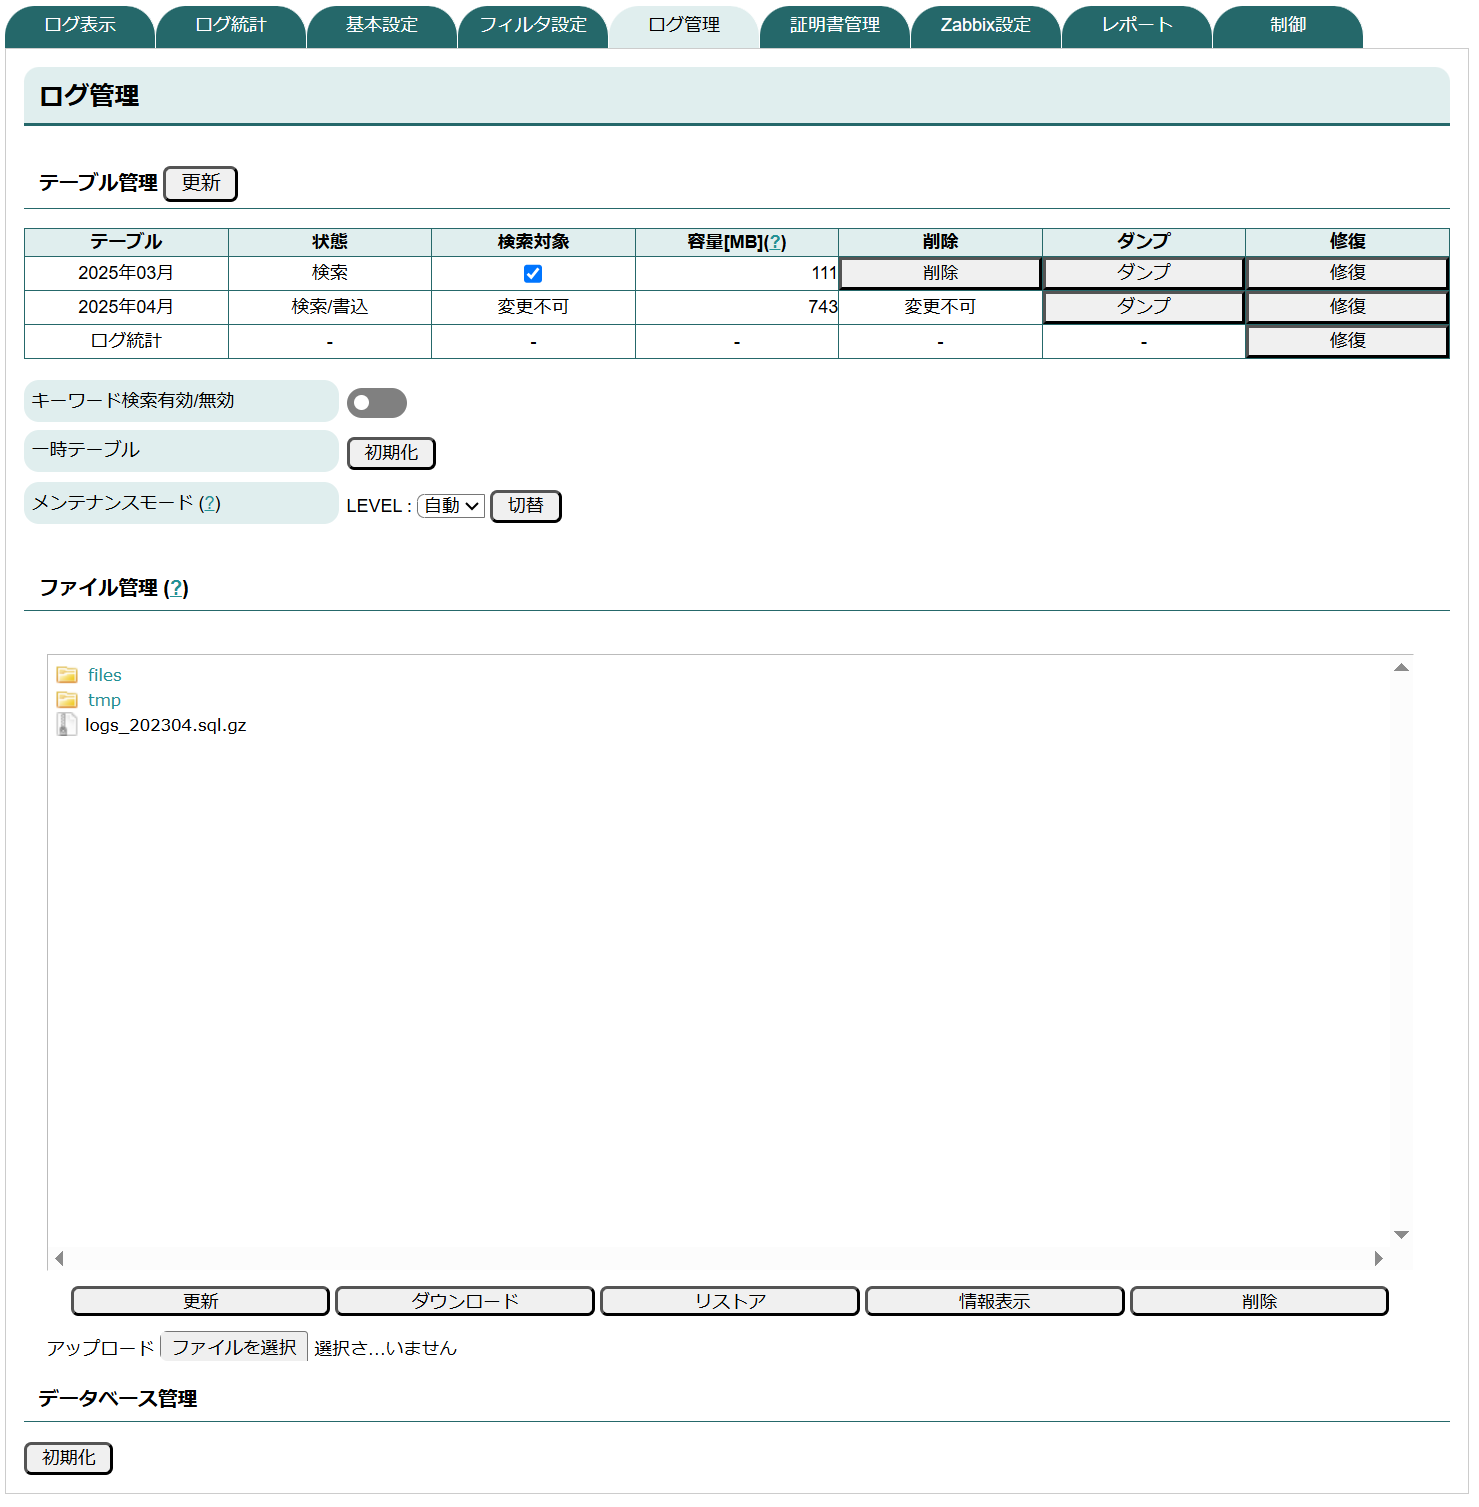 ログ表示 ログ統計 基本設定 フィルタ設定 ログ管理 証明書管理 Zabbix設定 レポート 制御
ログ管理
テーブル管理 更新
テーブル 状態 検索対象 容量[MB](?) 削除 ダンプ 修復
2025年03月 検索 111 削除 ダンプ 修復
2025年04月 検索/書込 変更不可 743 変更不可 ダンプ 修復
ログ統計 - - - - - 修復
キーワード検索有効/無効
一時テーブル 初期化
メンテナンスモード (?) LEVEL : 自動 切替
ファイル管理 (?)
files
tmp
logs_202304.sql.gz
更新 ダウンロード リストア 情報表示 削除
アップロード ファイルを選択 選択さ...いません
データベース管理
初期化